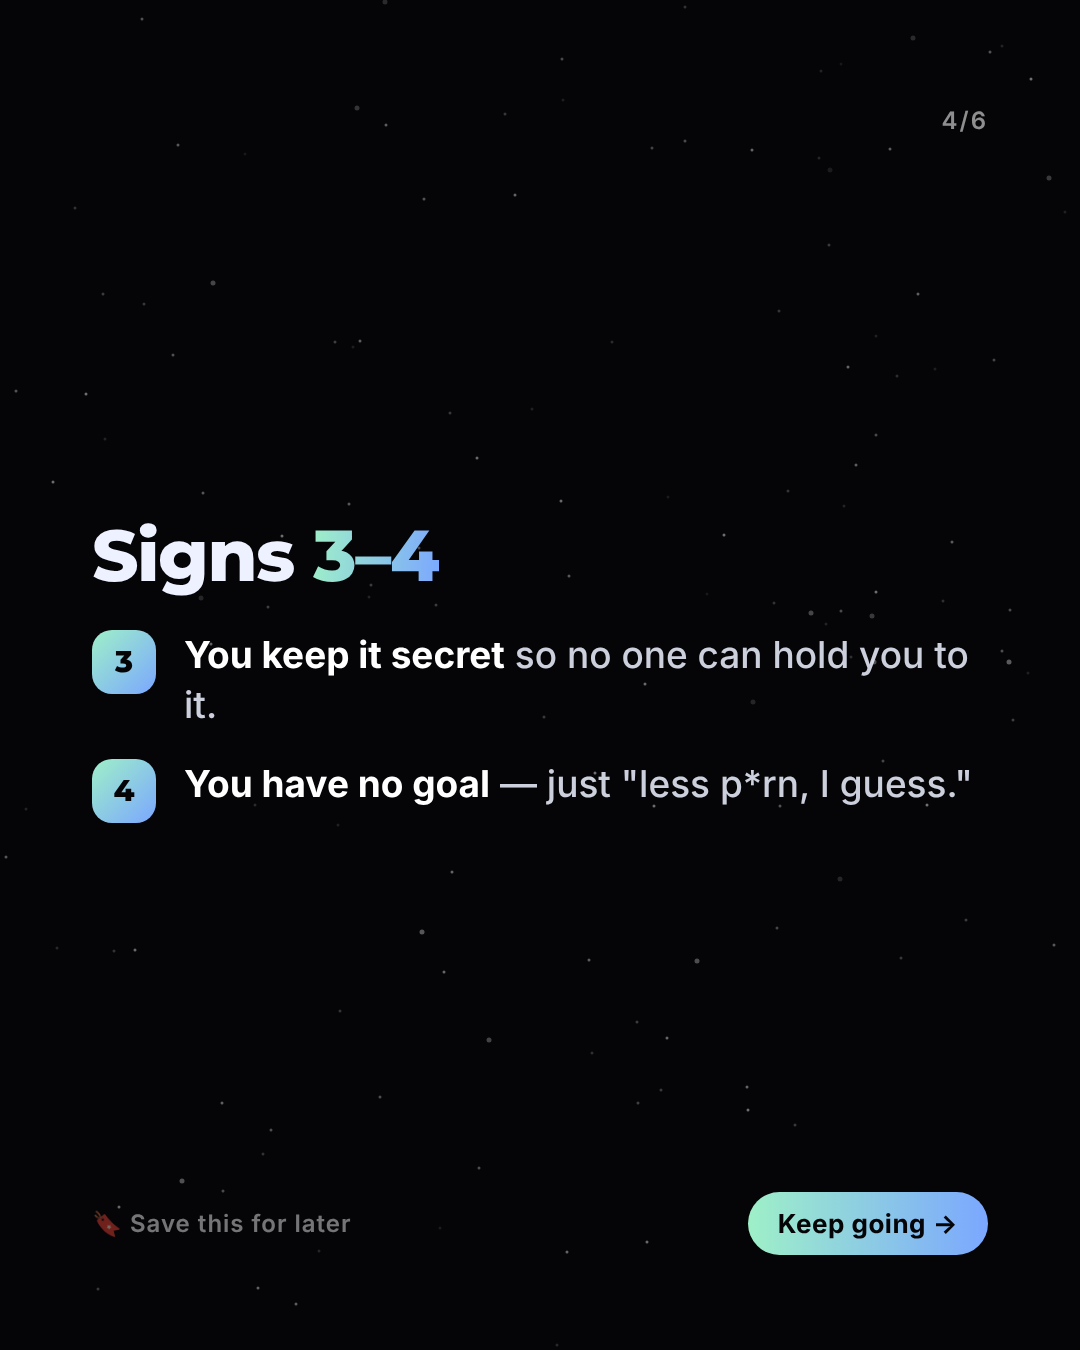 4/6
Signs 3–4
3
You keep it secret so no one can hold you to
it.
4
You have no goal — just "less p*rn, I guess."
🔖 Save this for later
Keep going →